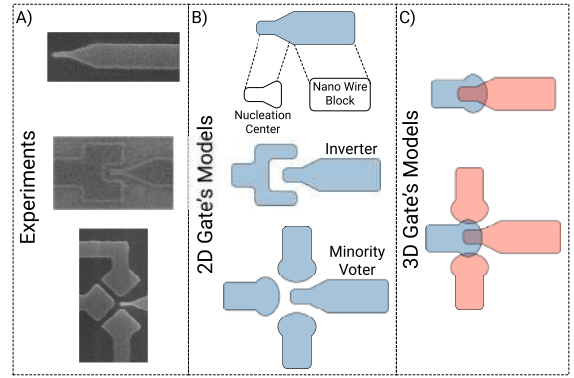 A)
Experiments
B)
2D Gate's Models
Nucleation
Center
Nano Wire
Block
Inverter
Minority
Voter
C)
3D Gate's Models